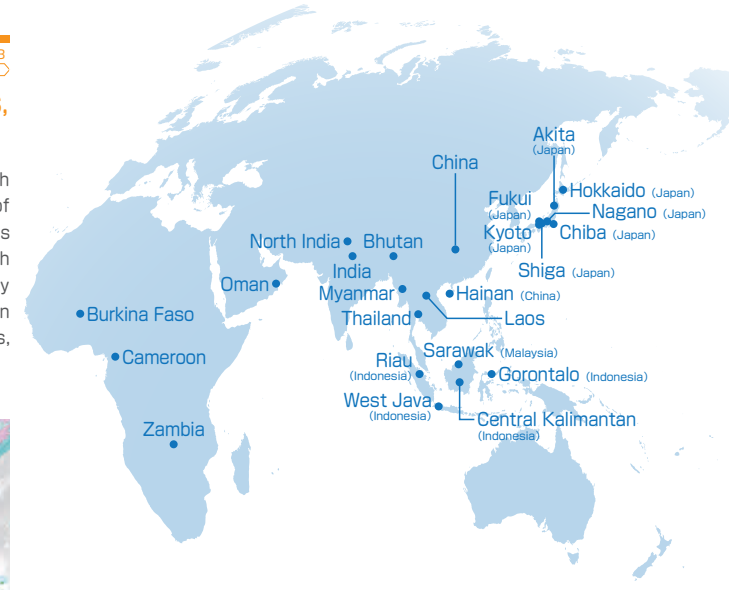 3
s,
h
of
s
h
y
n
s,
Akita
(Japan)
China
Hokkaido (Japan)
Fukui
(Japan)
Nagano (Japan)
Kyoto
(Japan)
Chiba (Japan)
North India
Bhutan
Shiga (Japan)
India
Oman
Myanmar
Hainan (China)
Burkina Faso
Thailand
Laos
Cameroon
Sarawak (Malaysia)
Riau
(Indonesia)
Gorontalo (Indonesia)
West Java
(Indonesia)
Central Kalimantan
(Indonesia)
Zambia